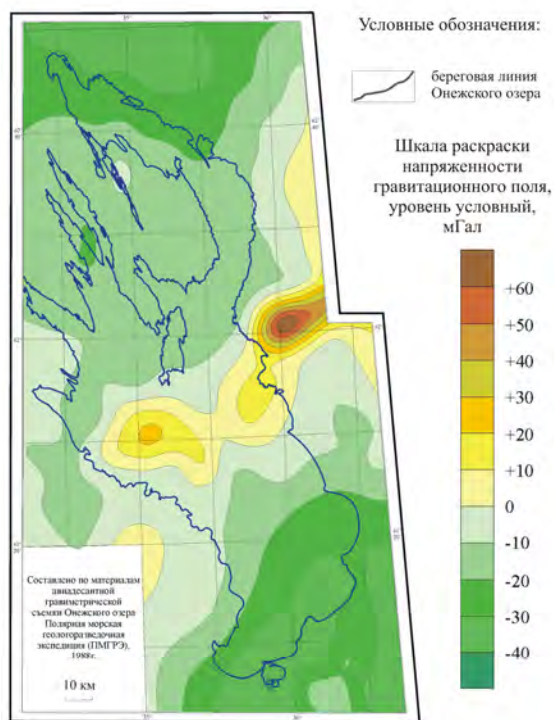 Условные обозначения:
береговая линия
Онежского озера
Шкала раскраски
напряженности
гравитационного поля,
уровень условный,
мГал
+60
+50
+40
+30
+20
+10
0
-10
-20
-30
-40
Составлено по материалам
авиадесантной
гравиметрической
съемки Онежского озера
Полярная морская
геологоразведочная
экспедиция (ПМГРЭ),
1988г.
10 км